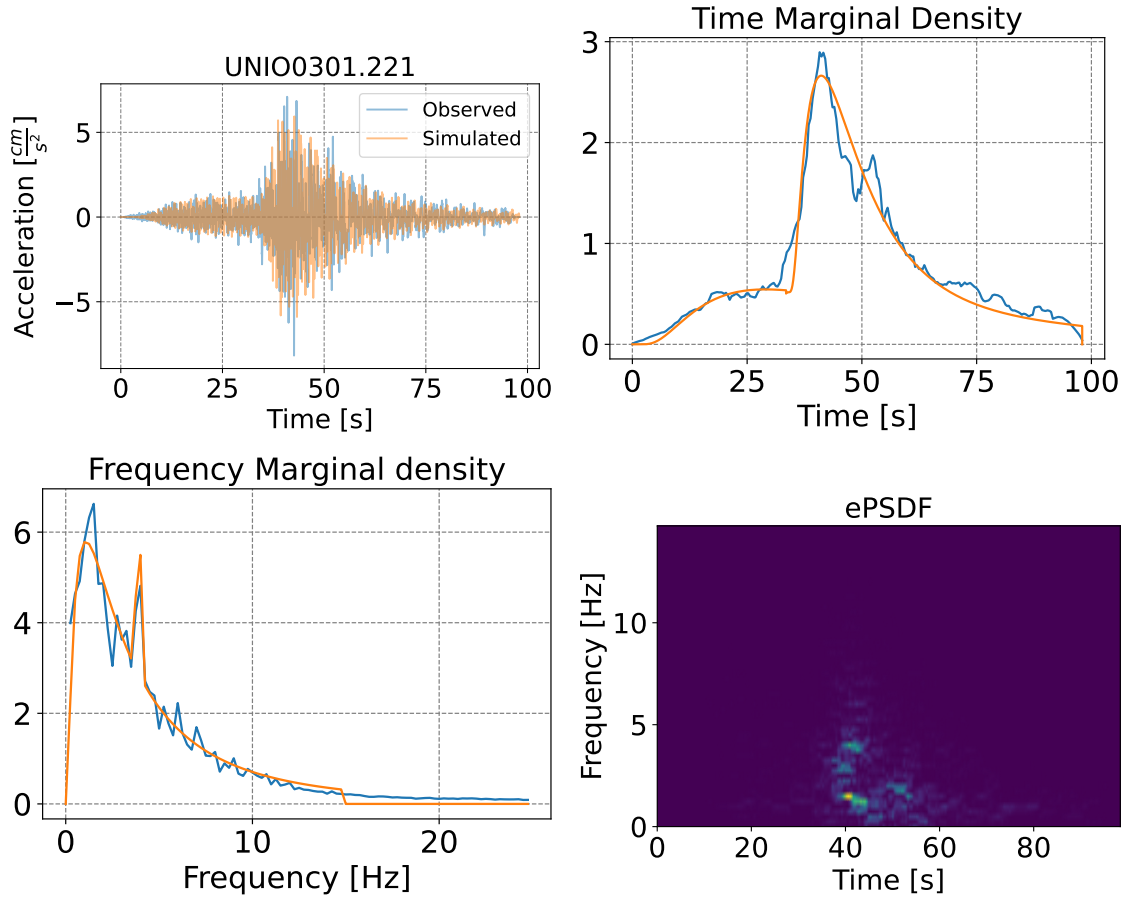 UNIO0301.221
Acceleration [cm/s²]
5
0
−5
Observed
Simulated
0 25 50 75 100
Time [s]
Time Marginal Density
3
2
1
0
0 25 50 75 100
Time [s]
Frequency Marginal density
6
4
2
0
0 10 20
Frequency [Hz]
ePSDF
Frequency [Hz]
10
5
0
0 20 40 60 80
Time [s]